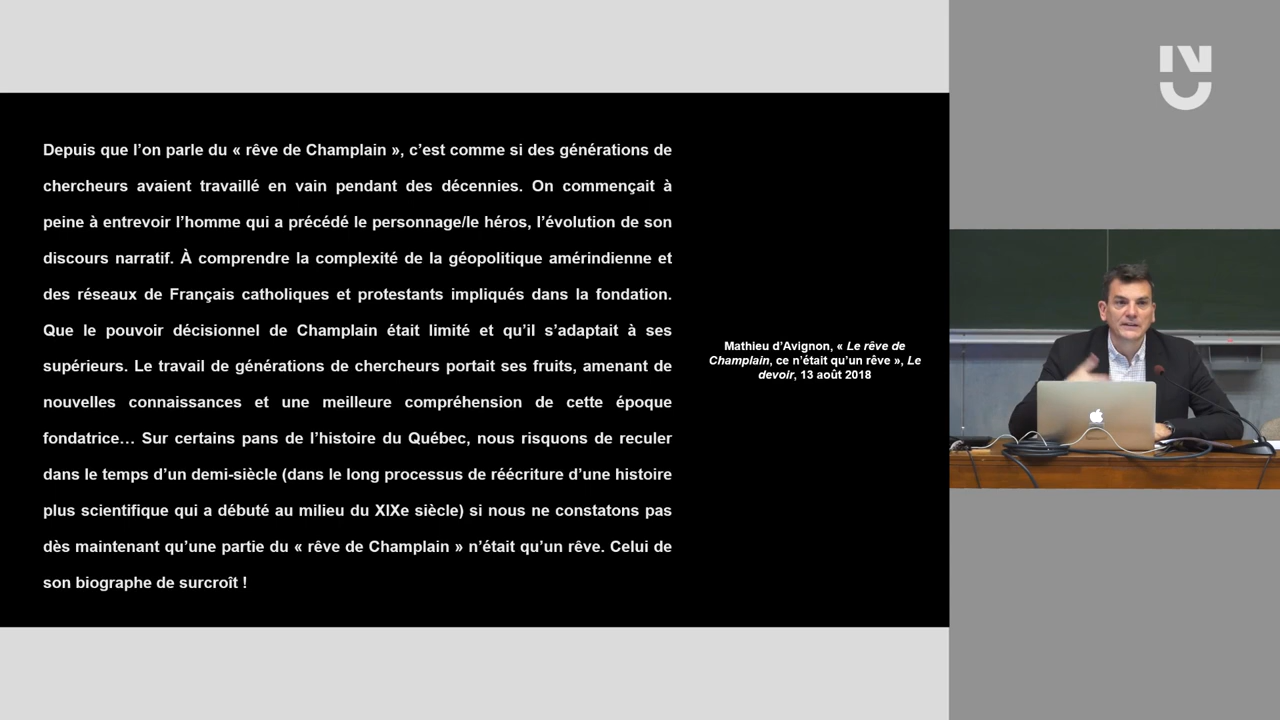 Depuis que l’on parle du « rêve de Champlain », c’est comme si des générations de
chercheurs avaient travaillé en vain pendant des décennies. On commençait à
peine à entrevoir l’homme qui a précédé le personnage/le héros, l’évolution de son
discours narratif. À comprendre la complexité de la géopolitique amérindienne et
des réseaux de Français catholiques et protestants impliqués dans la fondation.
Que le pouvoir décisionnel de Champlain était limité et qu’il s’adaptait à ses
supérieurs. Le travail de générations de chercheurs portait ses fruits, amenant de
nouvelles connaissances et une meilleure compréhension de cette époque
fondatrice… Sur certains pans de l’histoire du Québec, nous risquons de reculer
dans le temps d’un demi-siècle (dans le long processus de réécriture d’une histoire
plus scientifique qui a débuté au milieu du XIXe siècle) si nous ne constatons pas
dès maintenant qu’une partie du « rêve de Champlain » n’était qu’un rêve. Celui de
son biographe de surcroît !
Mathieu d’Avignon, « Le rêve de
Champlain, ce n’était qu’un rêve », Le
devoir, 13 août 2018
NU